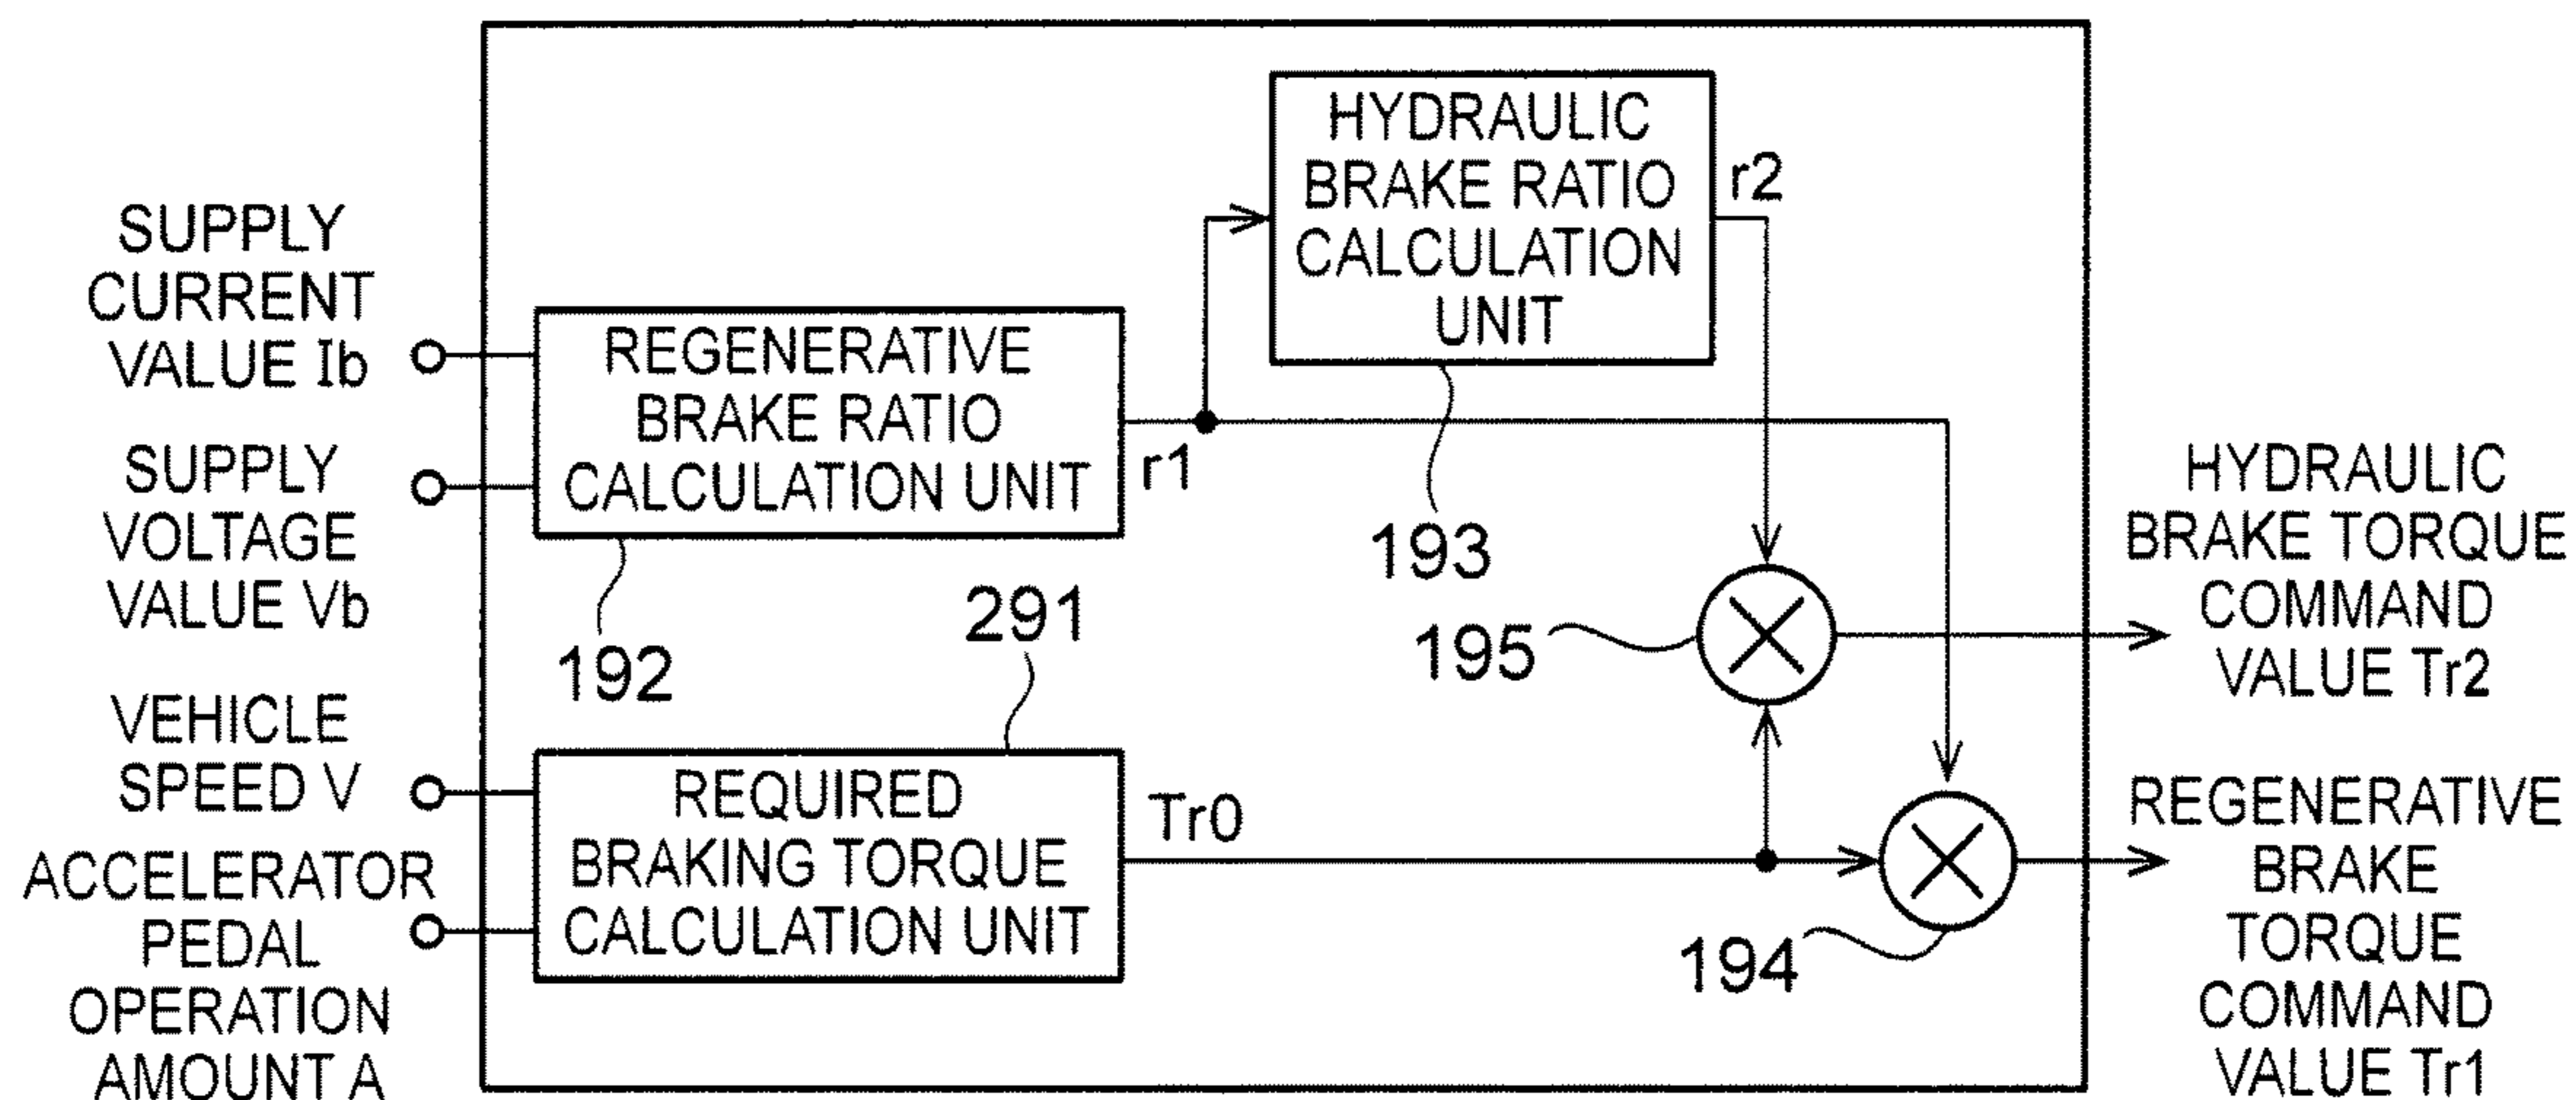 SUPPLY
CURRENT
VALUE Ib
SUPPLY
VOLTAGE
VALUE Vb
VEHICLE
SPEED V
ACCELERATOR
PEDAL
OPERATION
AMOUNT A
REGENERATIVE
BRAKE RATIO
CALCULATION UNIT
192
r1
HYDRAULIC
BRAKE RATIO
CALCULATION
UNIT
193
r2
291
REQUIRED
BRAKING TORQUE
CALCULATION UNIT
Tr0
195
194
HYDRAULIC
BRAKE TORQUE
COMMAND
VALUE Tr2
REGENERATIVE
BRAKE
TORQUE
COMMAND
VALUE Tr1